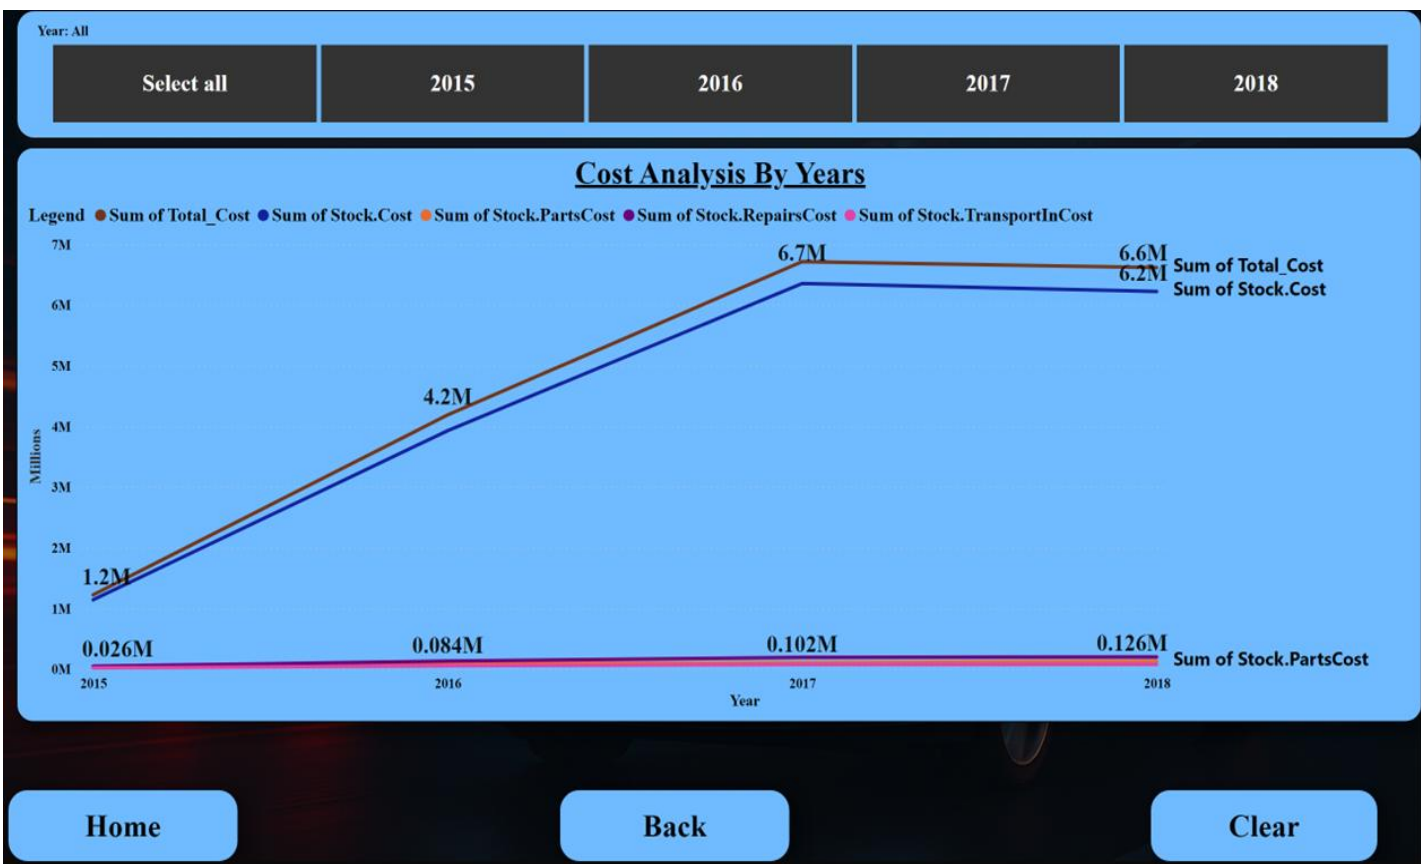 Year: All
Select all 2015 2016 2017 2018
Cost Analysis By Years
Legend Sum of Total_Cost Sum of Stock.Cost Sum of Stock.PartsCost Sum of Stock.RepairsCost Sum of Stock.TransportInCost
7M
6.7M 6.6M
Sum of Total_Cost
6.2M
Sum of Stock.Cost
6M
5M
4.2M
4M
Millions
3M
2M
1.2M
1M
0.026M 0.084M 0.102M 0.126M
Sum of Stock.PartsCost
0M
2015 2016 2017 2018
Year
Home Back Clear